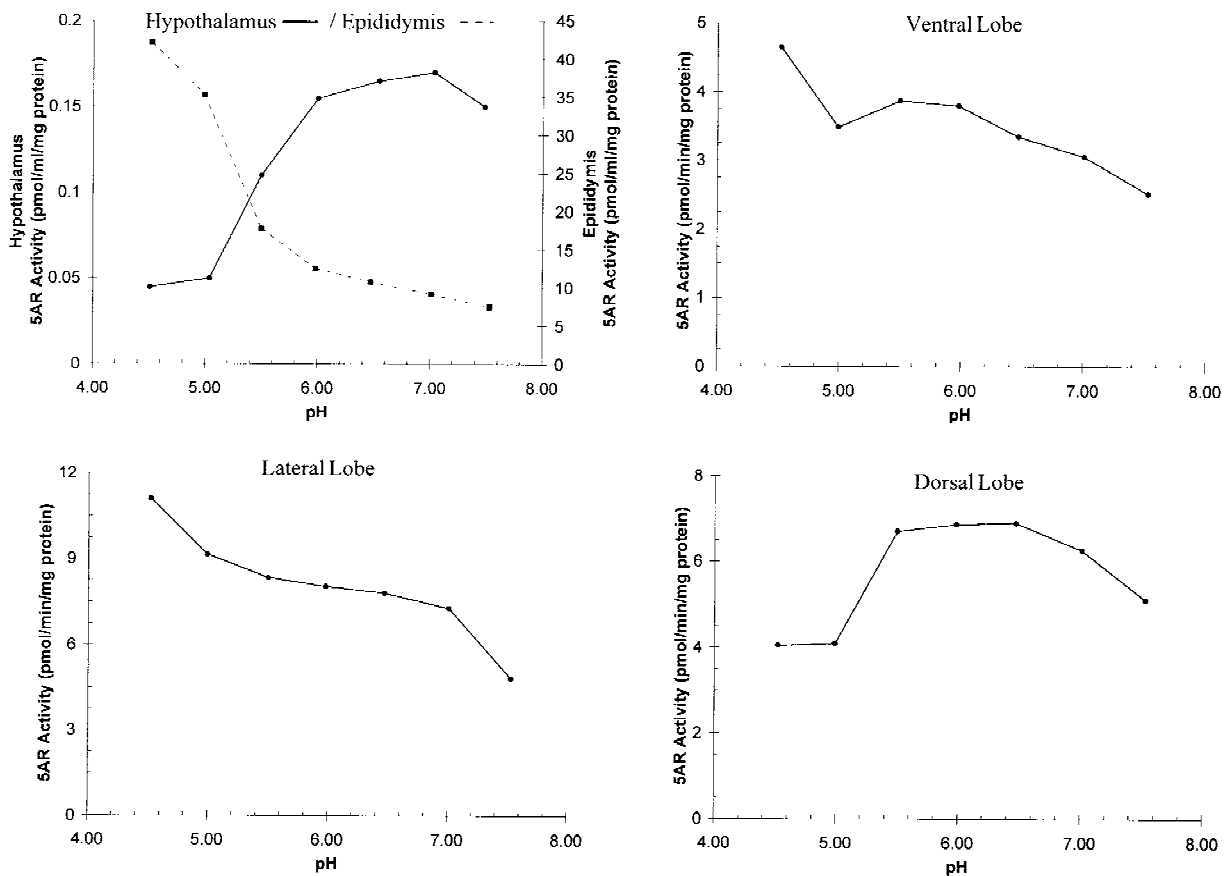 Hypothalamus / Epididymis
0.2
0.15
0.1
0.05
0
Hypothalamus
5AR Activity (pmol/ml/mg protein)
45
40
35
30
25
20
15
10
5
0
Epididymis
5AR Activity (pmol/ml/mg protein)
4.00 5.00 6.00 7.00 8.00
pH
Ventral Lobe
5
4
3
2
1
0
5AR Activity (pmol/min/mg protein)
4.00 5.00 6.00 7.00 8.00
pH
Lateral Lobe
12
9
6
3
0
5AR Activity (pmol/min/mg protein)
4.00 5.00 6.00 7.00 8.00
pH
Dorsal Lobe
8
6
4
2
0
5AR Activity (pmol/min/mg protein)
4.00 5.00 6.00 7.00 8.00
pH